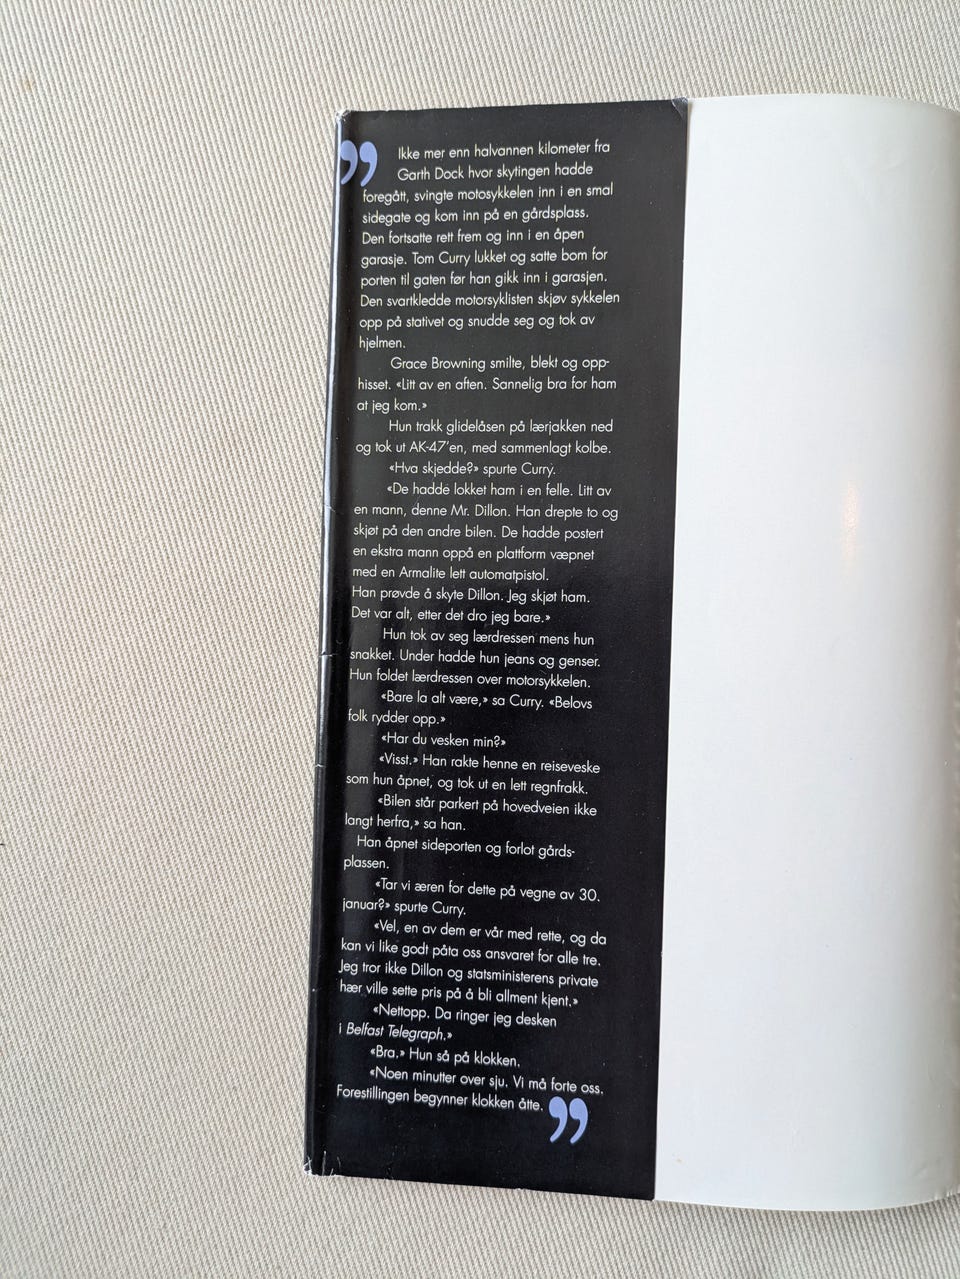 ”
Ikke mer enn halvannen kilometer fra
Garth Dock hvor skytingen hadde
foregått, svingte motosykkelen inn i en smal
sidegate og kom inn på en gårdsplass.
Den fortsatte rett frem og inn i en åpen
garasje. Tom Curry lukket og satte bom for
porten til gaten før han gikk inn i garasjen.
Den svartkledde motorsyklisten skjøv sykkelen
opp på stativet og snudde seg og tok av
hjelmen.
Grace Browning smilte, blekt og opp-
hisset. «Litt av en aften. Sannelig bra for ham
at jeg kom.»
Hun trakk glidelåsen på lærjakken ned
og tok ut AK-47'en, med sammenlagt kolbe.
«Hva skjedde?» spurte Curry.
«De hadde lokket ham i en felle. Litt av
en mann, denne Mr. Dillon. Han drepte to og
skjøt på den andre bilen. De hadde postert
en ekstra mann oppå en plattform væpnet
med en Armalite lett automatpistol.
Han prøvde å skyte Dillon. Jeg skjøt ham.
Det var alt, etter det dro jeg bare.»
Hun tok av seg lærdressen mens hun
snakket. Under hadde hun jeans og genser.
Hun foldet lærdressen over motorsykkelen.
«Bare la alt være,» sa Curry. «Belovs
folk rydder opp.»
«Har du vesken min?»
«Visst.» Han rakte henne en reiseveske
som hun åpnet, og tok ut en lett regnfrakk.
«Bilen står parkert på hovedveien ikke
langt herfra,» sa han.
Han åpnet sideporten og forlot gårds-
plassen.
«Tar vi æren for dette på vegne av 30.
januar?» spurte Curry.
«Vel, en av dem er vår med rette, og da
kan vi like godt påta oss ansvaret for alle tre.
Jeg tror ikke Dillon og statsministerens private
hær ville sette pris på å bli allment kjent.»
«Nettopp. Da ringer jeg desken
i Belfast Telegraph.»
«Bra.» Hun så på klokken.
«Noen minutter over sju. Vi må forte oss.
Forestillingen begynner klokken åtte.
”